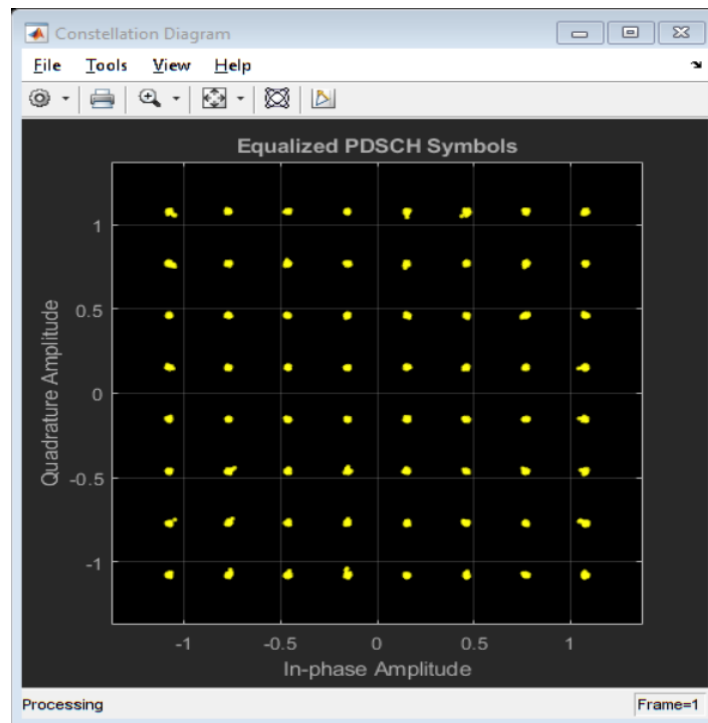 Constellation Diagram
File Tools View Help
Equalized PDSCH Symbols
1
0.5
0
-0.5
-1
Quadrature Amplitude
-1 -0.5 0 0.5 1
In-phase Amplitude
Processing Frame=1